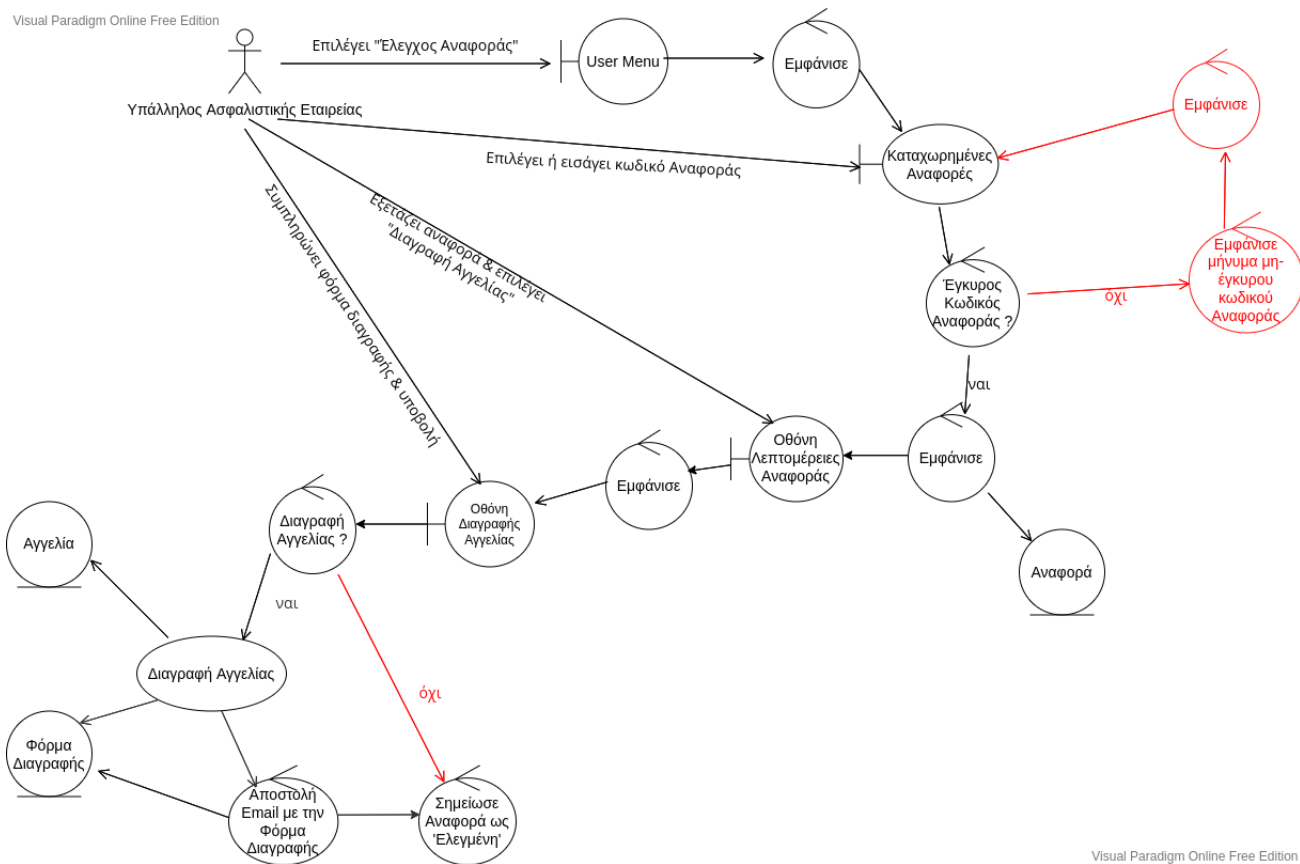 Visual Paradigm Online Free Edition
Επιλέγει "Έλεγχος Αναφοράς"
User Menu
Εμφάνισε
Εμφάνισε
Υπάλληλος Ασφαλιστικής Εταιρείας
Επιλέγει ή εισάγει κωδικό Αναφοράς
Καταχωρημένες
Αναφορές
Συμπληρώνει φόρμα διαγραφής & υποβολή
Εξετάζει αναφορα & επιλέγει
"Διαγραφή Αγγελίας"
Εμφάνισε
μήνυμα μη-
έγκυρου
κωδικού
Αναφοράς
Έγκυρος
Κωδικός
Αναφοράς ?
όχι
ναι
Οθόνη
Λεπτομέρειες
Αναφοράς
Εμφάνισε
Εμφάνισε
Οθόνη
Διαγραφής
Αγγελίας
Διαγραφή
Αγγελίας ?
Αγγελία
Αναφορά
ναι
Διαγραφή Αγγελίας
όχι
Φόρμα
Διαγραφής
Αποστολή
Email με την
Φόρμα
Διαγραφής
Σημείωσε
Αναφορά ως
'Ελεγμένη'
Visual Paradigm Online Free Edition